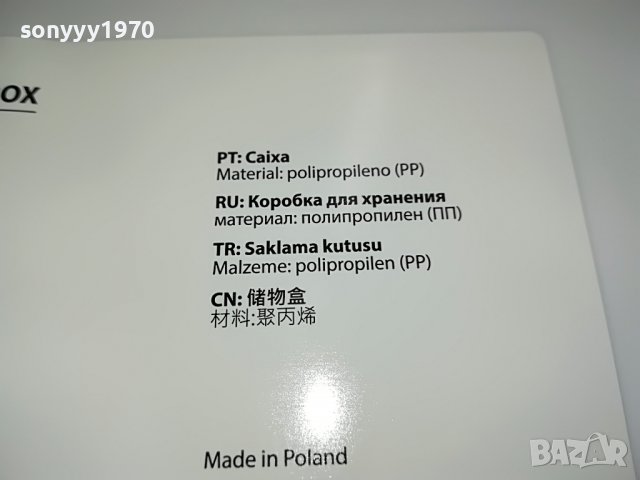 sonyyy1970
OX
PT: Caixa
Material: polipropileno (PP)
RU: Коробка для хранения
материал: полипропилен (ПП)
TR: Saklama kutusu
Malzeme: polipropilen (PP)
CN: 储物盒
材料:聚丙烯
Made in Poland
BAZAR